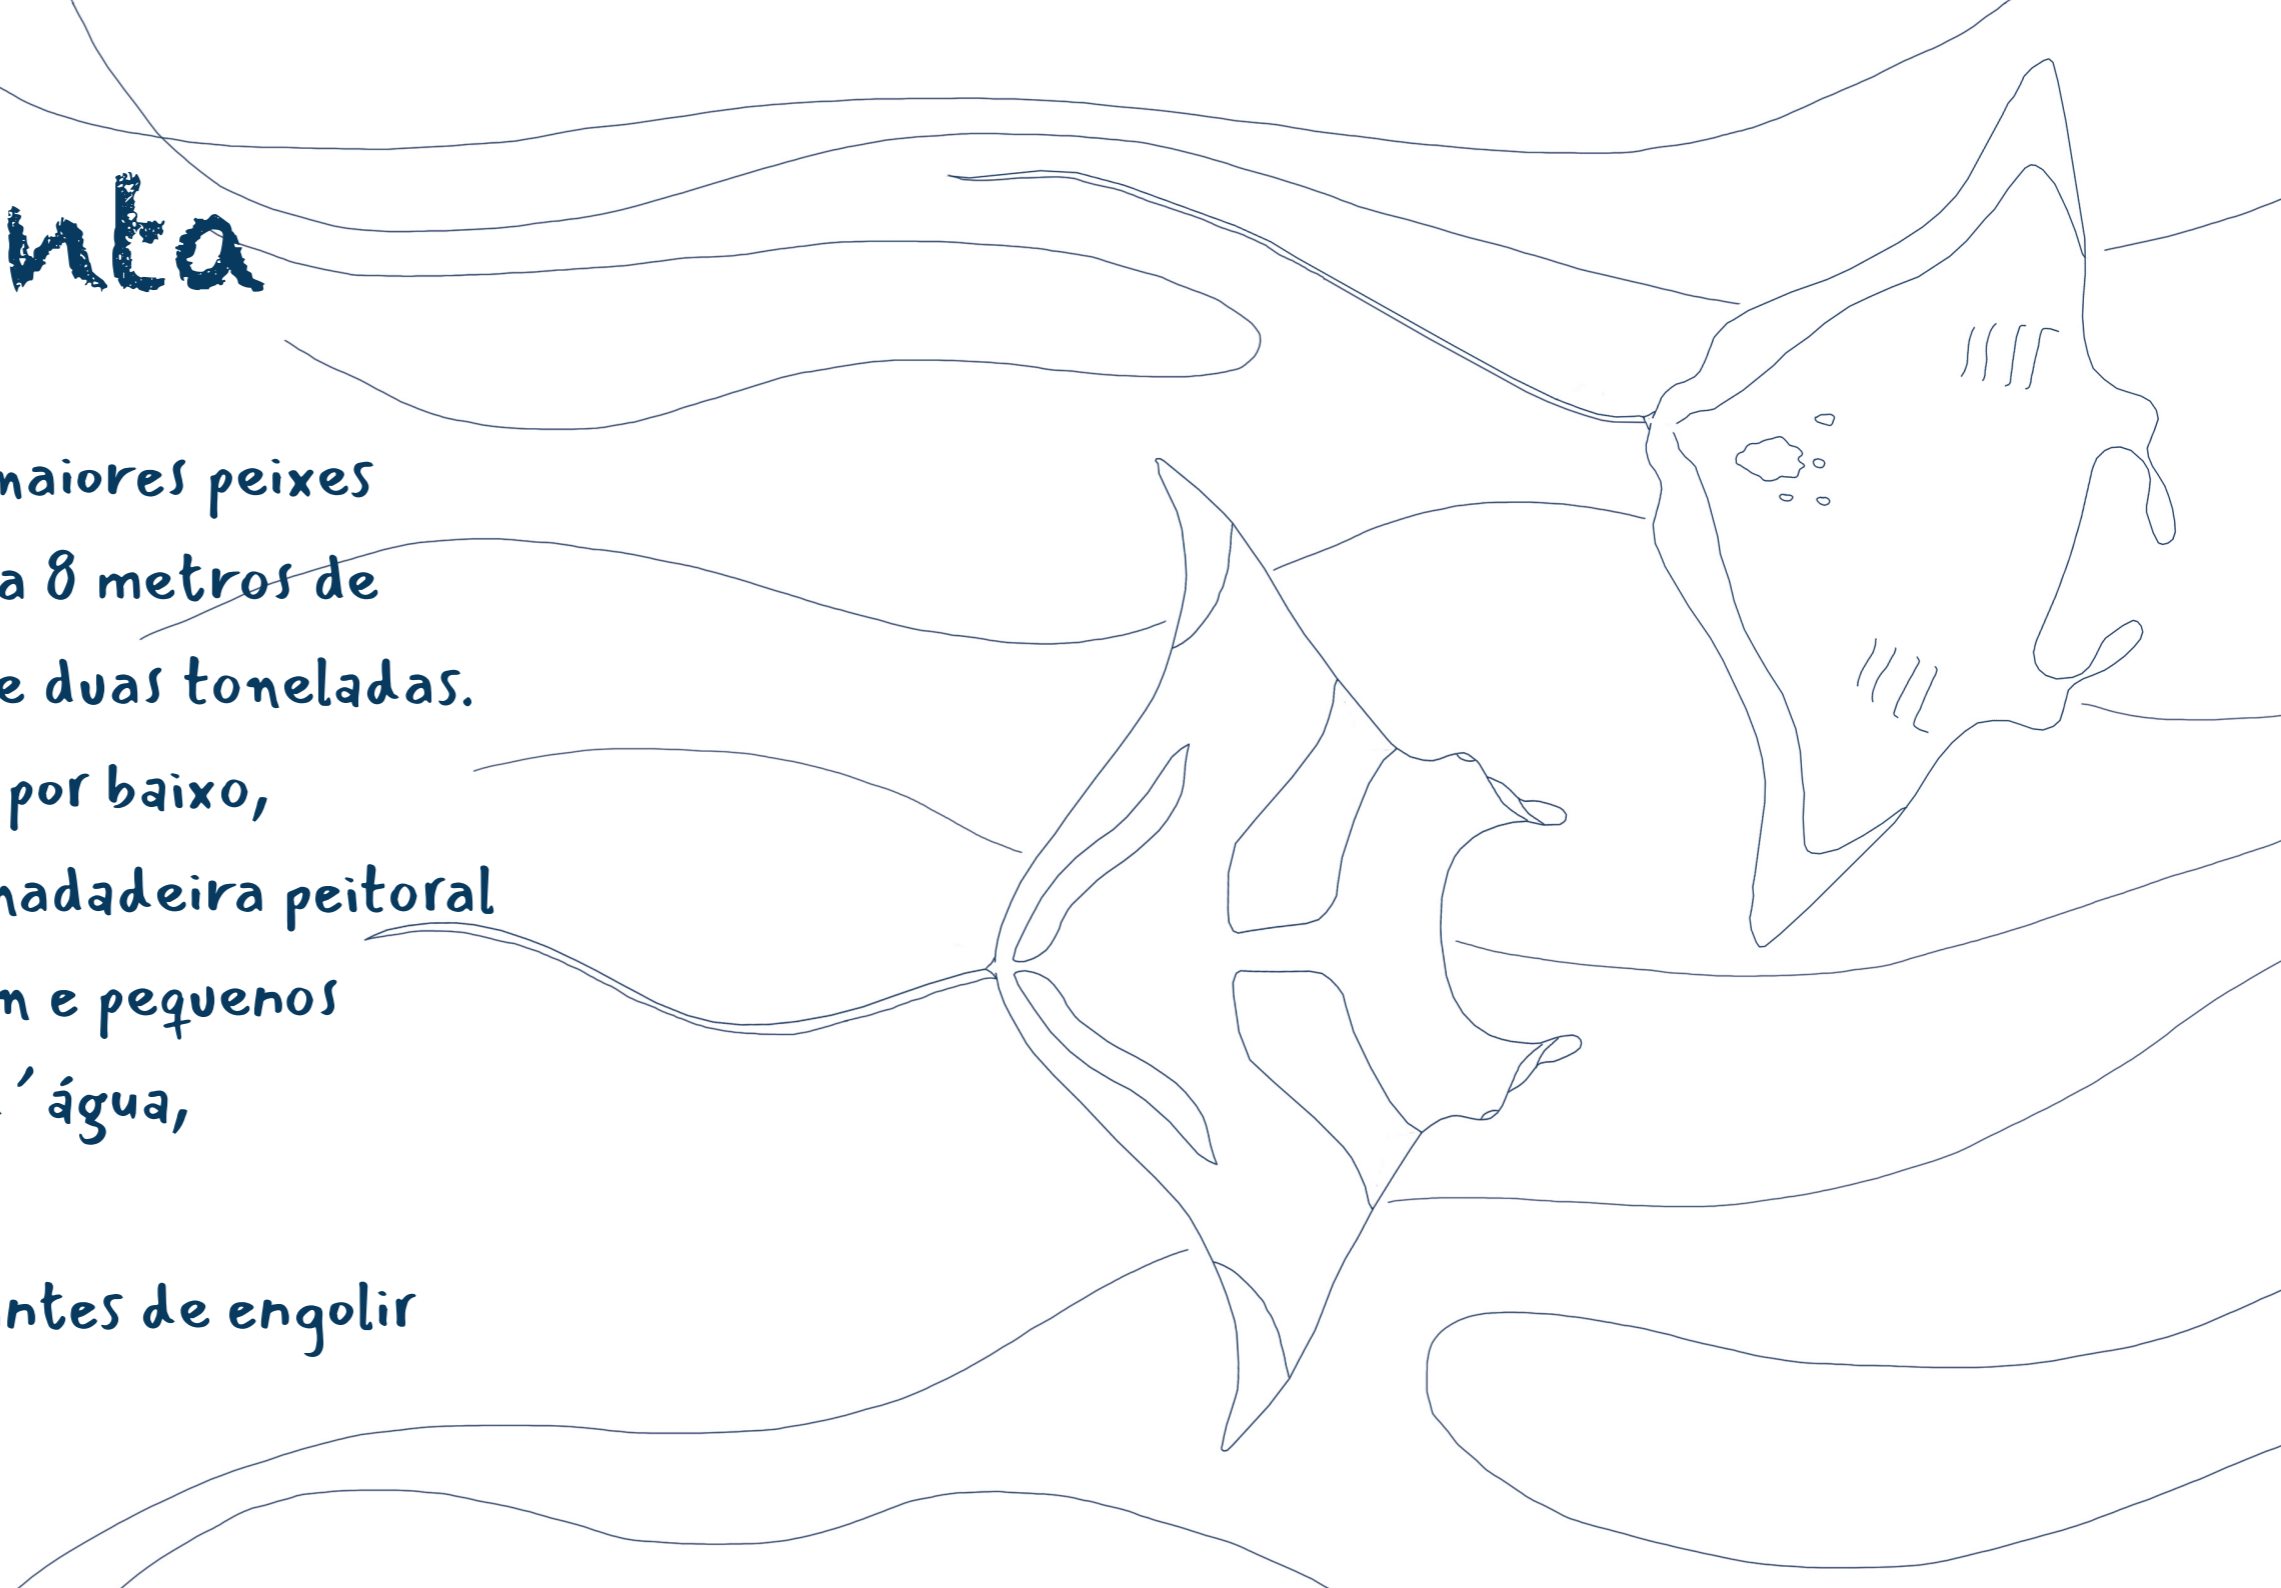 nta
maiores peixes
a 8 metros de
e duas toneladas.
por baixo,
nadadeira peitoral
m e pequenos
´água,
ntes de engolir